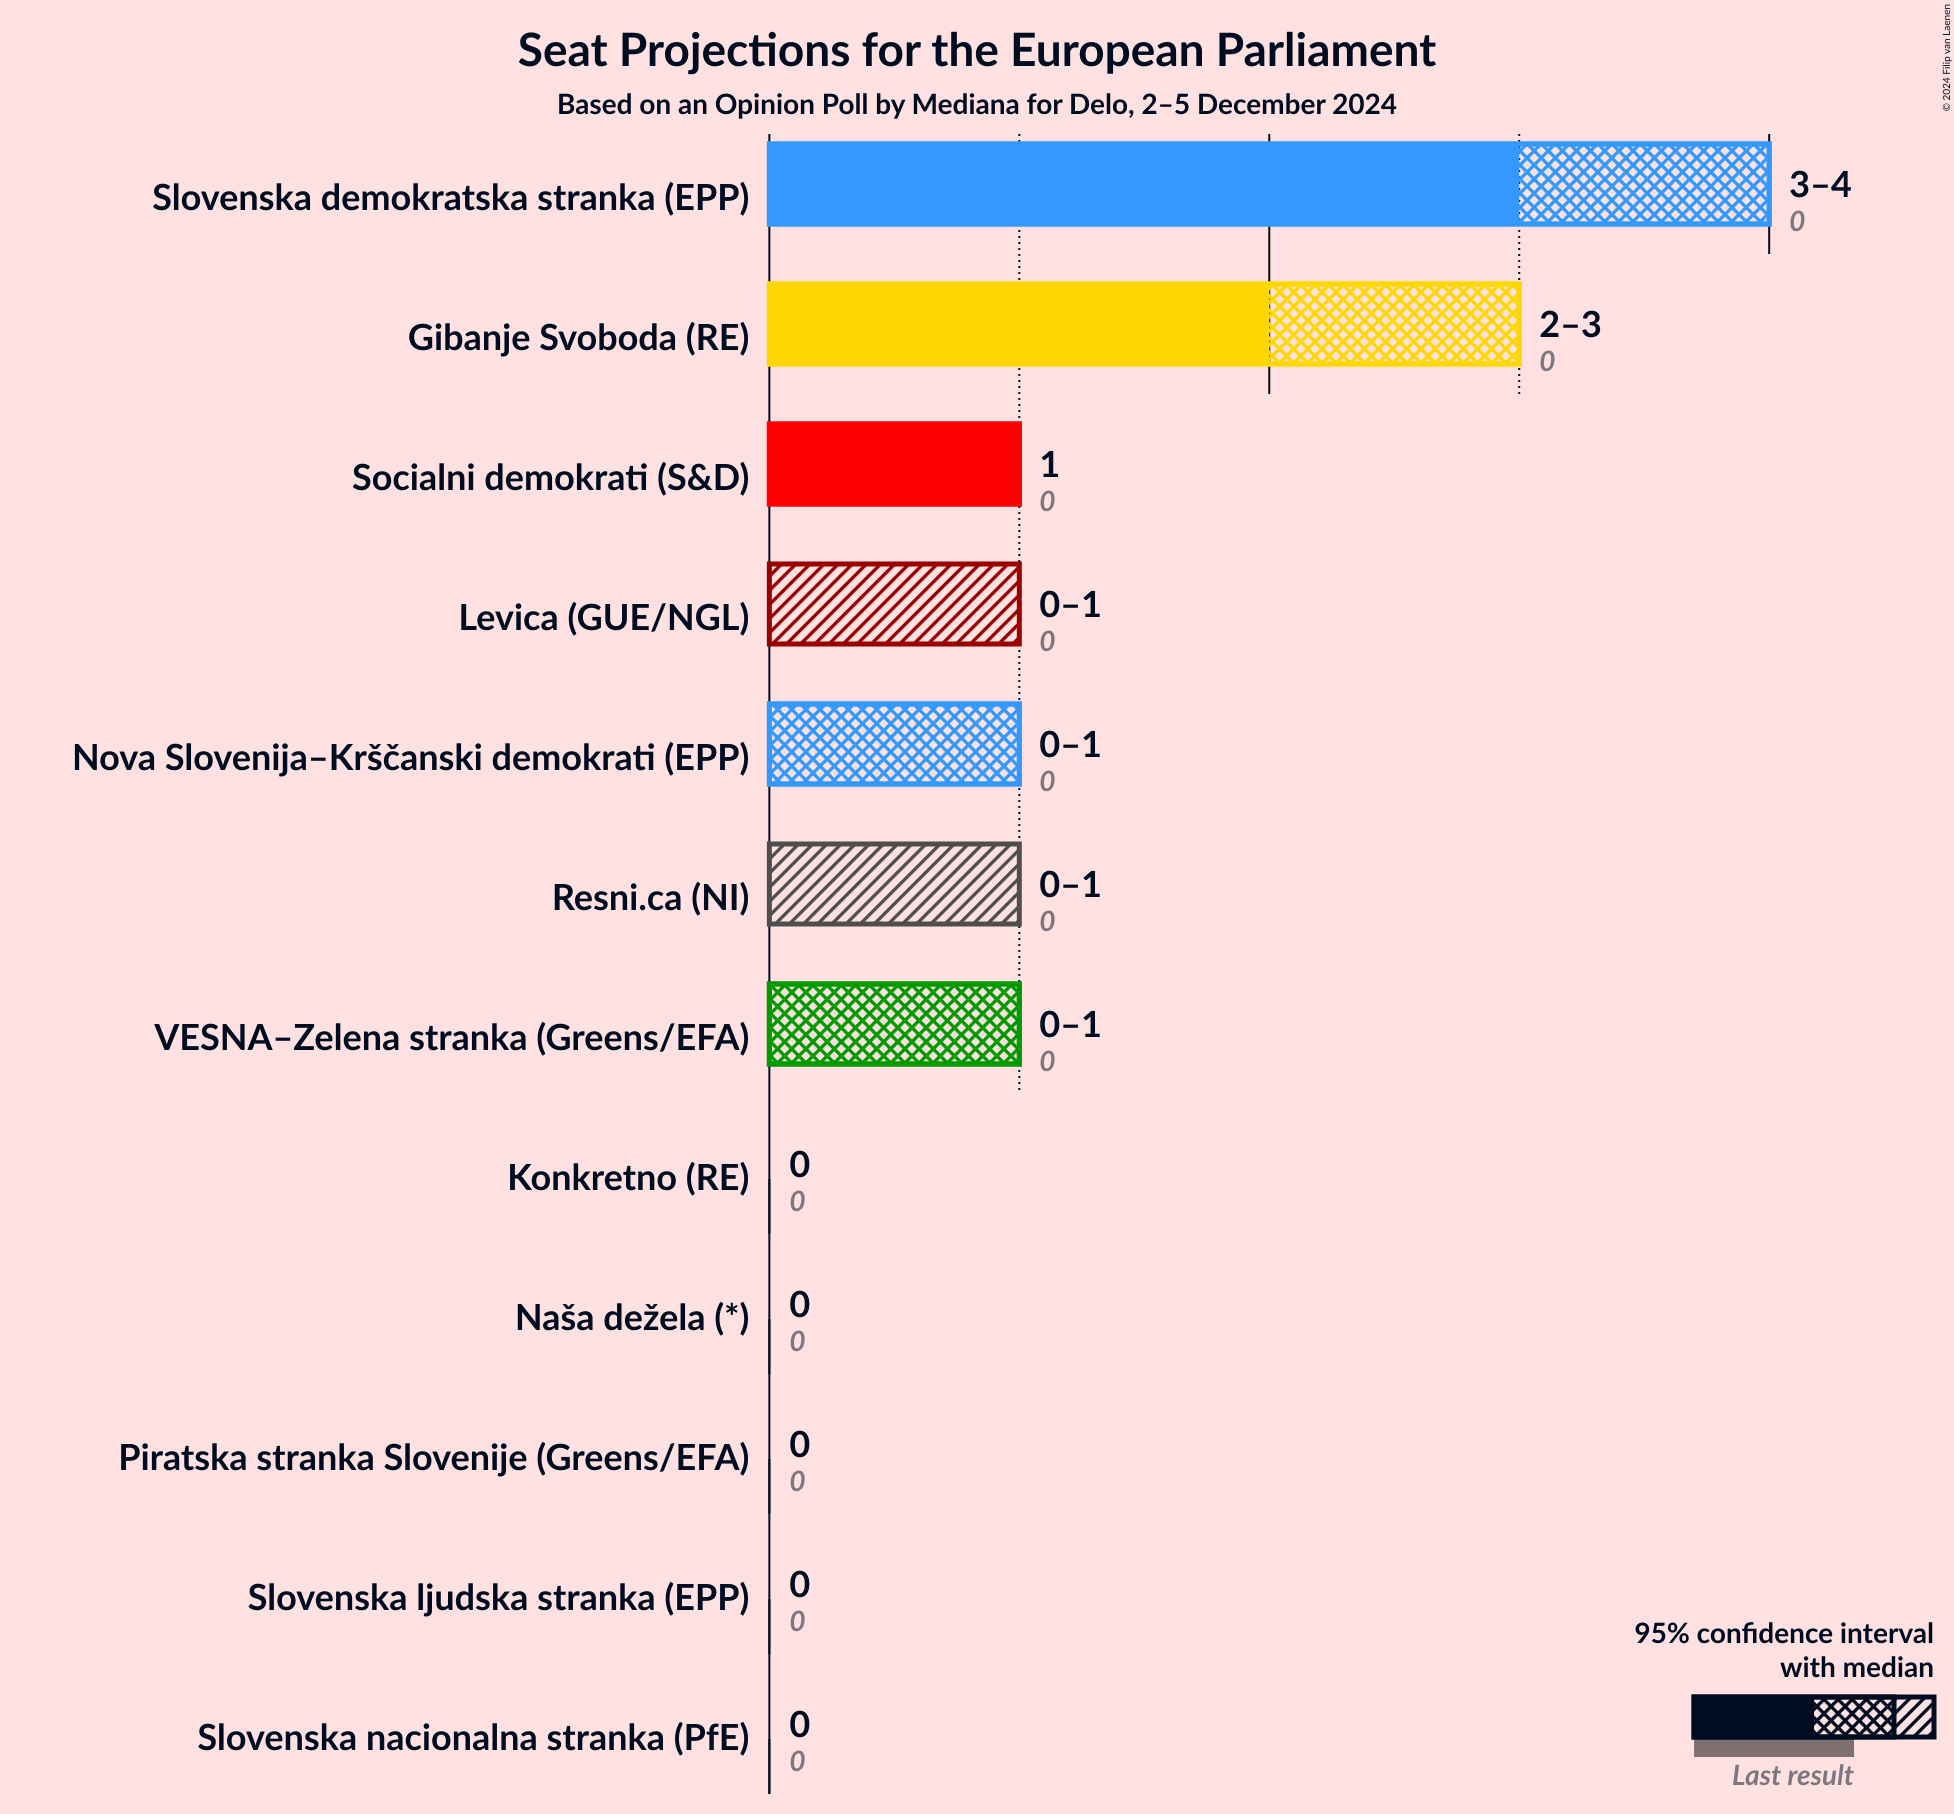 Seat Projections for the European Parliament
Based on an Opinion Poll by Mediana for Delo, 2–5 December 2024
© 2024 Filip van Laenen
Slovenska demokratska stranka (EPP)
3–4
0
Gibanje Svoboda (RE)
2–3
0
Socialni demokrati (S&D)
1
0
Levica (GUE/NGL)
0–1
0
Nova Slovenija–Krščanski demokrati (EPP)
0–1
0
Resni.ca (NI)
0–1
0
VESNA–Zelena stranka (Greens/EFA)
0–1
0
Konkretno (RE)
0
0
Naša dežela (*)
0
0
Piratska stranka Slovenije (Greens/EFA)
0
0
Slovenska ljudska stranka (EPP)
0
0
Slovenska nacionalna stranka (PfE)
0
0
95% confidence interval
with median
Last result